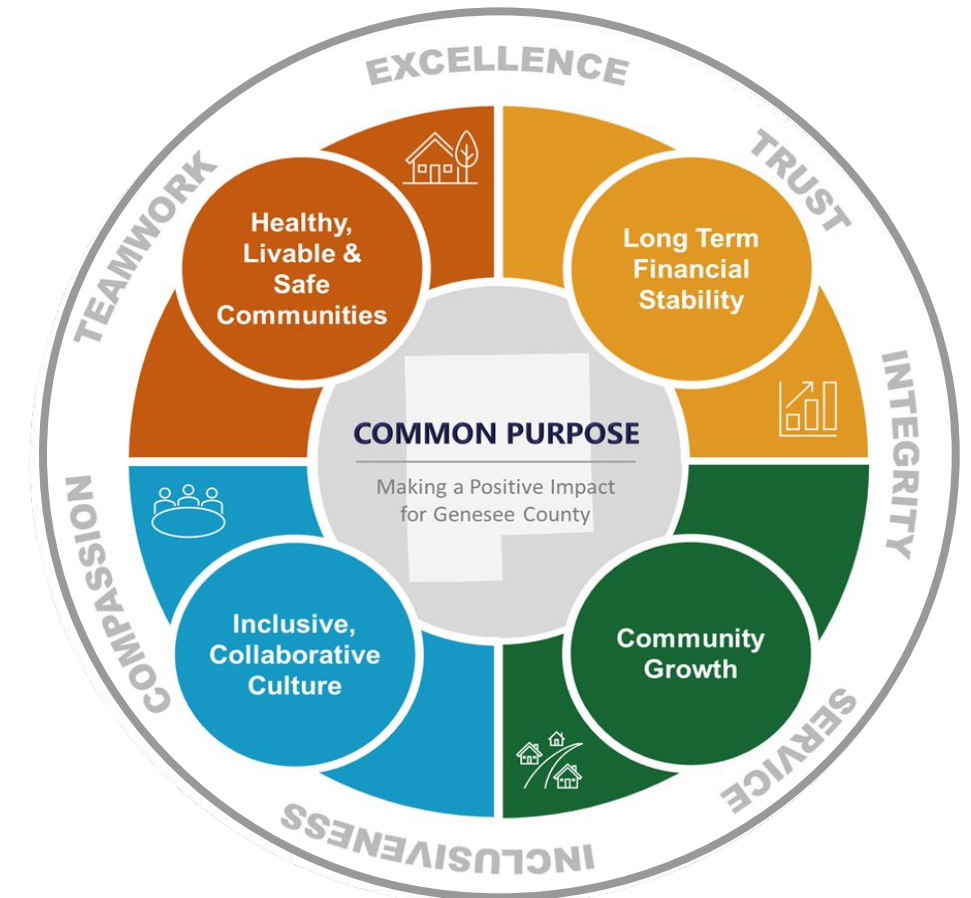 EXCELLENCE
TRUST
INTEGRITY
SERVICE
INCLUSIVENESS
COMPASSION
TEAMWORK
Healthy,
Livable &
Safe
Communities
Long Term
Financial
Stability
COMMON PURPOSE
Making a Positive Impact
for Genesee County
Inclusive,
Collaborative
Culture
Community
Growth